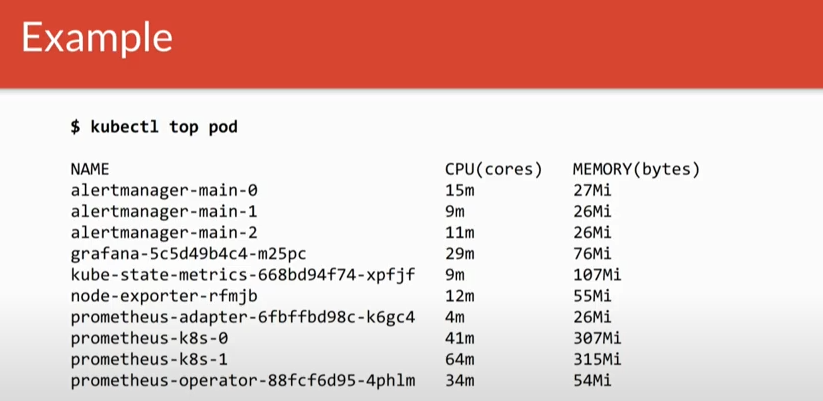 Example
$ kubectl top pod
NAME CPU(cores) MEMORY(bytes)
alertmanager-main-0 15m 27Mi
alertmanager-main-1 9m 26Mi
alertmanager-main-2 11m 26Mi
grafana-5c5d49b4c4-m25pc 29m 76Mi
kube-state-metrics-668bd94f74-xpfjf 9m 107Mi
node-exporter-rfmjb 12m 55Mi
prometheus-adapter-6fbffbd98c-k6gc4 4m 26Mi
prometheus-k8s-0 41m 307Mi
prometheus-k8s-1 64m 315Mi
prometheus-operator-88fcf6d95-4phlm 34m 54Mi